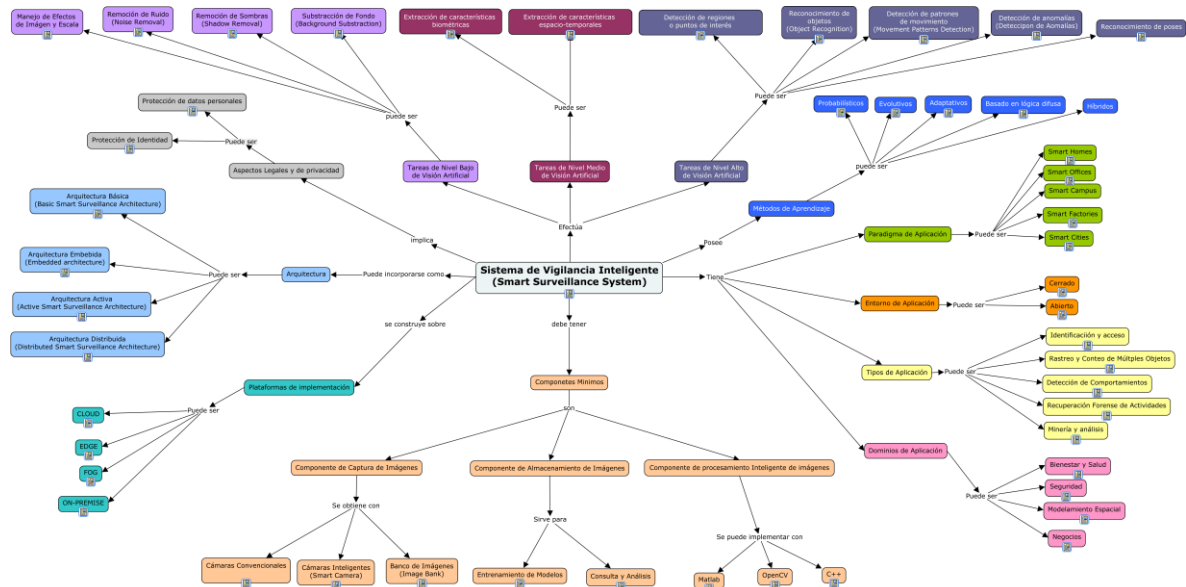 Manejo de Efectos
de Imágen y Escala
Remoción de Ruido
(Noise Removal)
Remoción de Sombras
(Shadow Removal)
Substracción de Fondo
(Background Substraction)
Extracción de características
biométricas
Extracción de características
espacio-temporales
Detección de regiones
o puntos de interés
Reconocimiento de
objetos
(Object Recognition)
Detección de patrones
de movimiento
(Movement Patterns Detection)
Detección de anomalías
(Deteccipon de Aomalías)
Reconocimiento de poses
puede ser
Puede ser
Puede ser
Protección de datos personales
Protección de Identidad
Puede ser
Aspectos Legales y de privacidad
Tareas de Nivel Bajo
de Visión Artificial
Tareas de Nivel Medio
de Visión Artificial
Tareas de Nivel Alto
de Visión Artificial
Probabilísticos
Evolutivos
Adaptativos
Basado en lógica difusa
Híbridos
puede ser
Métodos de Aprendizaje
Smart Homes
Smart Offices
Smart Campus
Smart Factories
Smart Cities
Paradigma de Aplicación
Puede ser
Arquitectura Básica
(Basic Smart Surveillance Architecture)
Arquitectura Embebida
(Embedded architecture)
Arquitectura Activa
(Active Smart Surveillance Architecture)
Arquitectura Distribuida
(Distributed Smart Surveillance Architecture)
Puede ser
Arquitectura
Puede incorporarse como
implica
Efectúa
Posee
Sistema de Vigilancia Inteligente
(Smart Surveillance System)
Tiene
Cerrado
Entorno de Aplicación
Puede ser
Abierto
se construye sobre
debe tener
Identificaciión y acceso
Rastreo y Conteo de Múltples Objetos
Tipos de Aplicación
Puede ser
Detección de Comportamientos
Recuperación Forense de Actividades
Minería y análisis
Plataformas de implementación
Componetes Minimos
Puede ser
CLOUD
EDGE
FOG
ON-PREMISE
son
Dominios de Aplicación
Componente de Captura de Imágenes
Componente de Almacenamiento de Imágenes
Componente de procesamiento Inteligente de imágenes
Bienestar y Salud
Seguridad
Puede ser
Modelamiento Espacial
Negocios
Se obtiene con
Sirve para
Se puede implementar con
Cámaras Convencionales
Cámaras Inteligentes
(Smart Camera)
Banco de Imágenes
(Image Bank)
Entrenamiento de Modelos
Consulta y Análisis
Matlab
OpenCV
C++